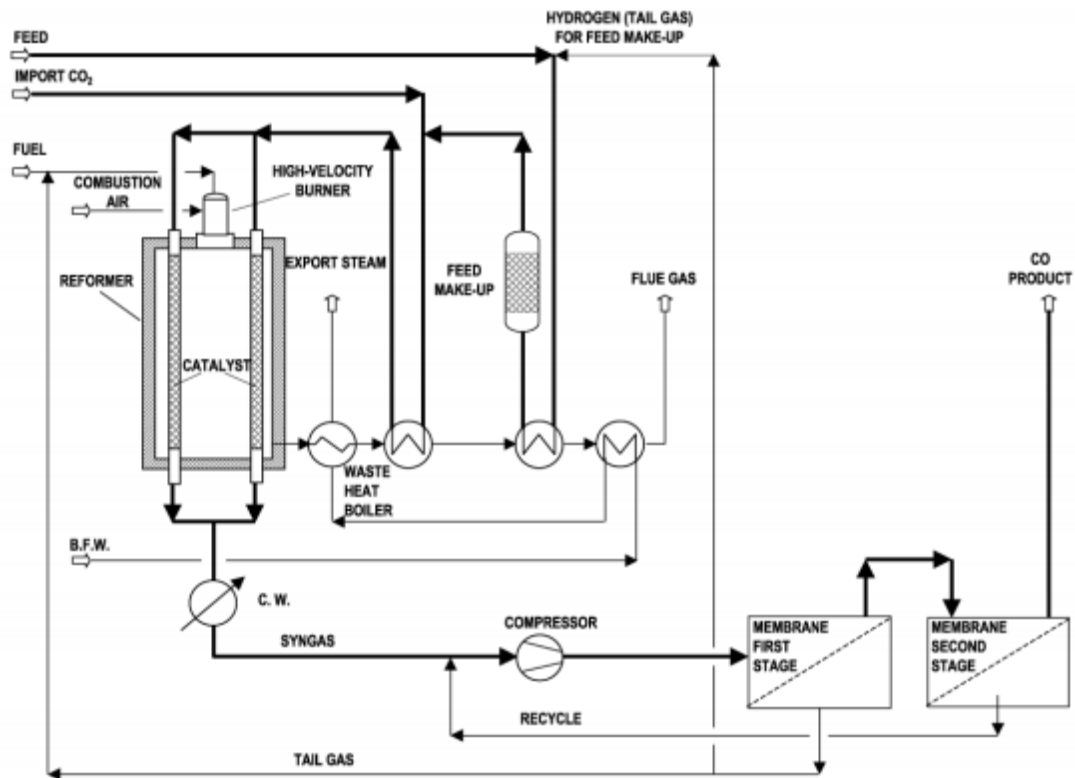 HYDROGEN (TAIL GAS)
FOR FEED MAKE-UP
FEED
IMPORT CO₂
FUEL
COMBUSTION
AIR
HIGH-VELOCITY
BURNER
REFORMER
EXPORT STEAM
FEED
MAKE-UP
FLUE GAS
CO
PRODUCT
CATALYST
WASTE
HEAT
BOILER
B.F.W.
C. W.
SYNGAS
COMPRESSOR
MEMBRANE
FIRST
STAGE
MEMBRANE
SECOND
STAGE
RECYCLE
TAIL GAS